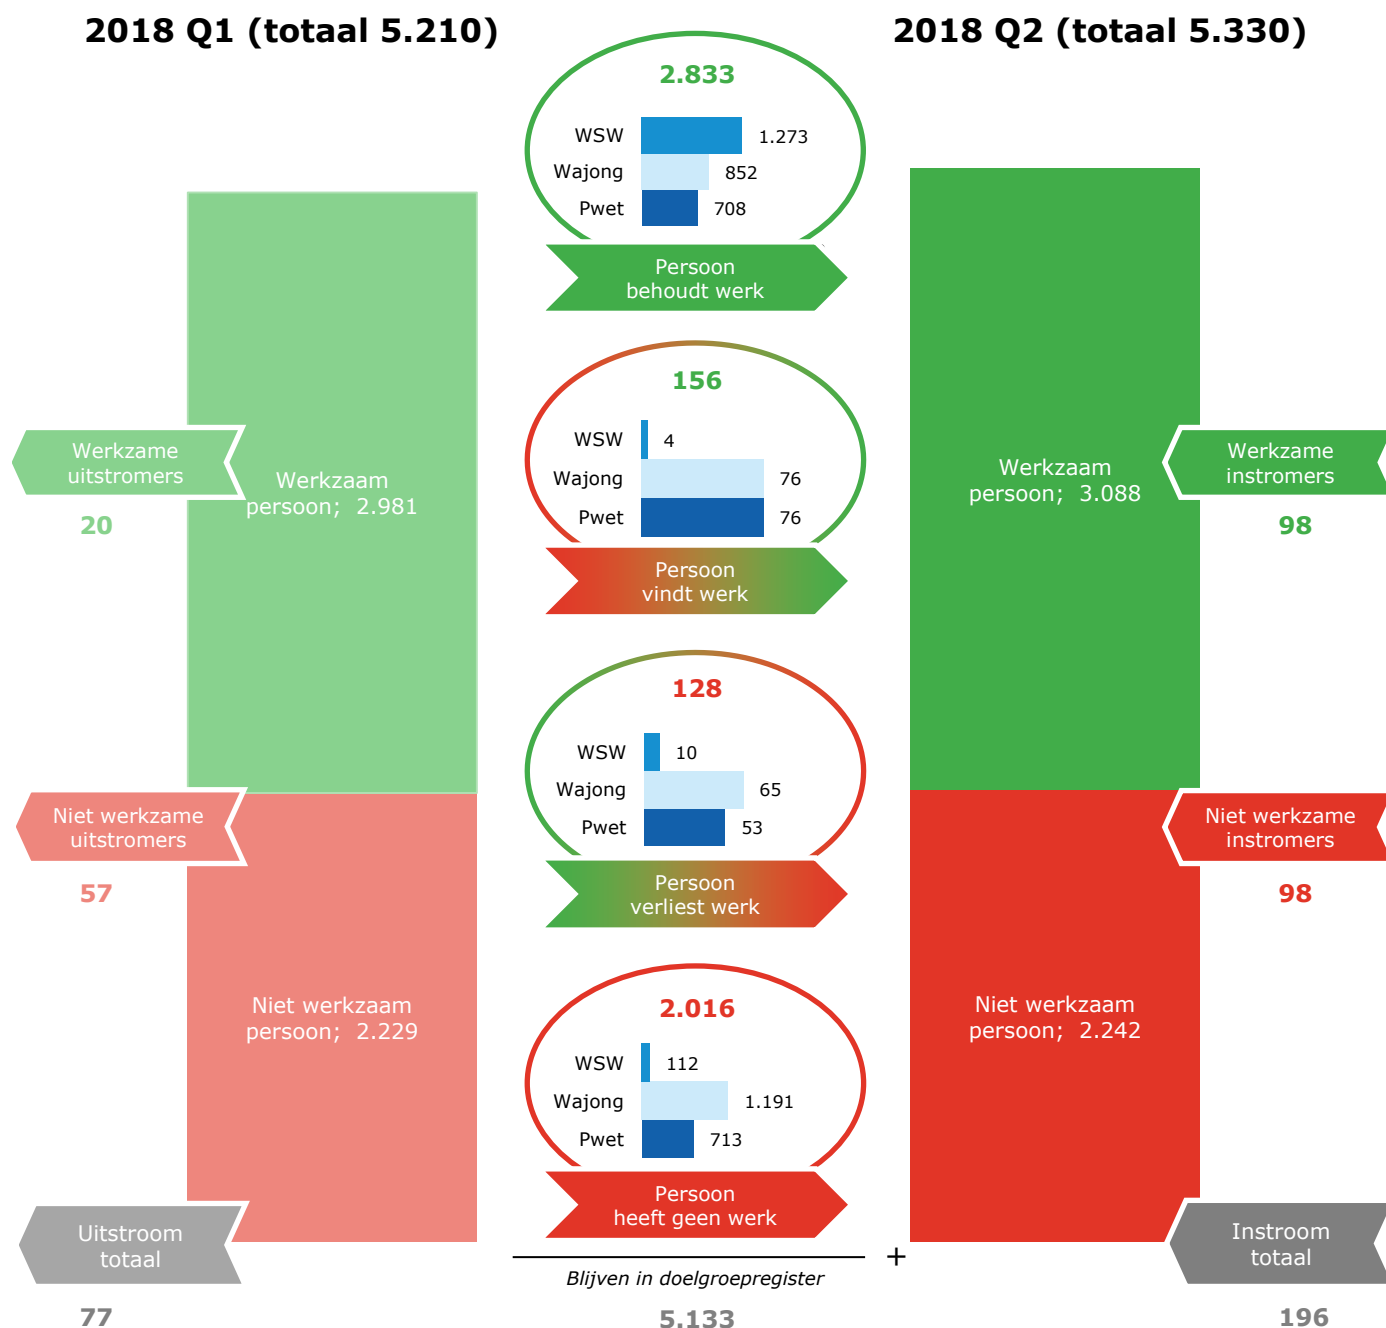 2018 Q1 (totaal 5.210)
2018 Q2 (totaal 5.330)
2.833
WSW 1.273
Wajong 852
Pwet 708
Persoon
behoudt werk
156
WSW 4
Wajong 76
Pwet 76
Persoon
vindt werk
128
WSW 10
Wajong 65
Pwet 53
Persoon
verliest werk
2.016
WSW 112
Wajong 1.191
Pwet 713
Persoon
heeft geen werk
Blijven in doelgroepregister
5.133
+
Werkzame
uitstromers
20
Werkzaam
persoon; 2.981
Niet werkzame
uitstromers
57
Niet werkzaam
persoon; 2.229
Uitstroom
totaal
77
Werkzaam
persoon; 3.088
Werkzame
instromers
98
Niet werkzame
instromers
98
Niet werkzaam
persoon; 2.242
Instroom
totaal
196